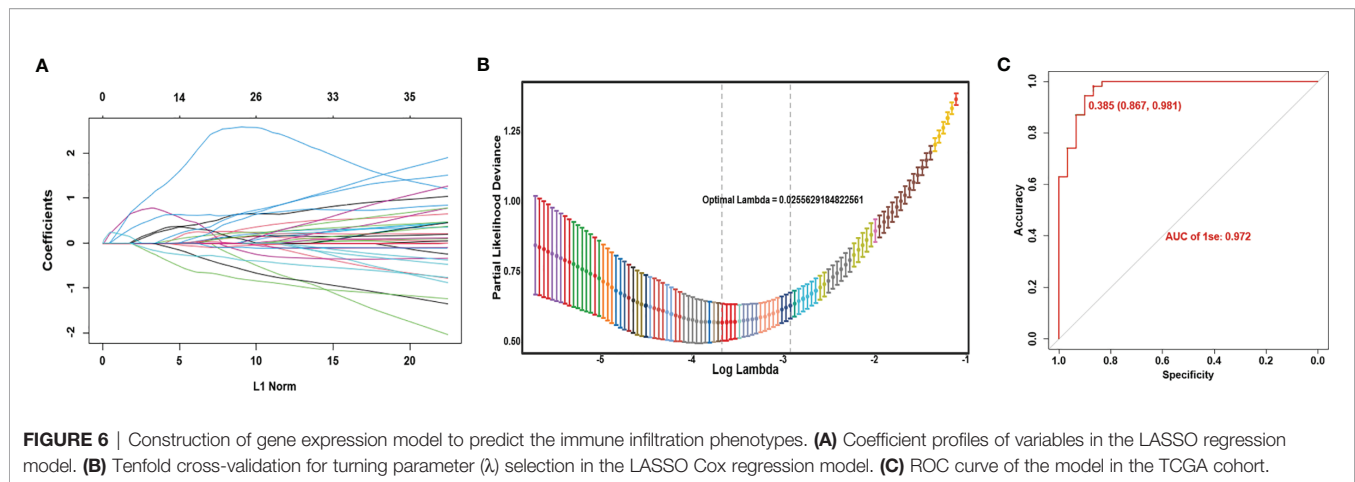 A
0 14 26 33 35
Coefficients
2
1
0
-1
-2
0 5 10 15 20
L1 Norm
B
Partial Likelihood Deviance
1.25
1.00
0.75
0.50
Optimal Lambda = 0.0255629184822561
-5 -4 -3 -2 -1
Log Lambda
C
Accuracy
1.0
0.8
0.6
0.4
0.2
0.0
0.385 (0.867, 0.981)
AUC of 1se: 0.972
1.0 0.8 0.6 0.4 0.2 0.0
Specificity
FIGURE 6 | Construction of gene expression model to predict the immune infiltration phenotypes. (A) Coefficient profiles of variables in the LASSO regression
model. (B) Tenfold cross-validation for turning parameter (λ) selection in the LASSO Cox regression model. (C) ROC curve of the model in the TCGA cohort.